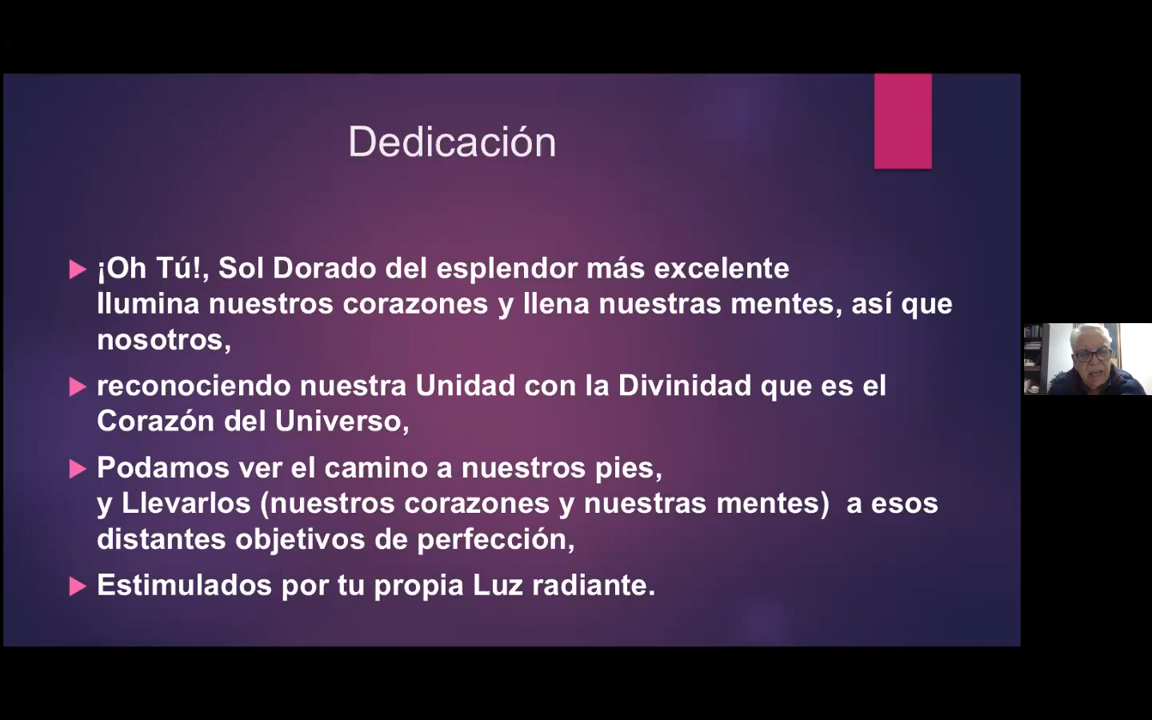 Dedicación
¡Oh Tú!, Sol Dorado del esplendor más excelente
Ilumina nuestros corazones y llena nuestras mentes, así que
nosotros,
reconociendo nuestra Unidad con la Divinidad que es el
Corazón del Universo,
Podamos ver el camino a nuestros pies,
y Llevarlos (nuestros corazones y nuestras mentes)  a esos
distantes objetivos de perfección,
Estimulados por tu propia Luz radiante.